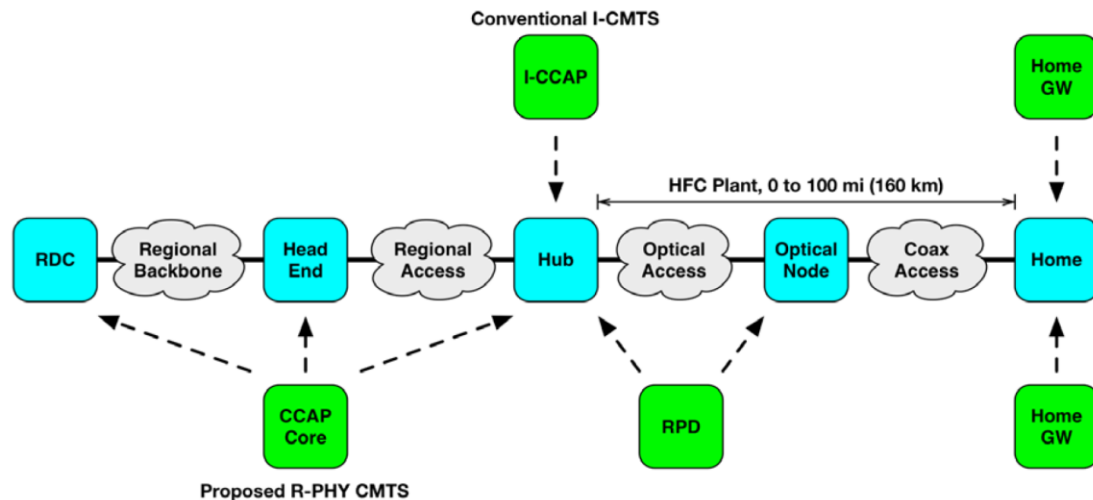 Conventional I-CMTS
I-CCAP
Home
GW
HFC Plant, 0 to 100 mi (160 km)
RDC
Regional
Backbone
Head
End
Regional
Access
Hub
Optical
Access
Optical
Node
Coax
Access
Home
CCAP
Core
RPD
Home
GW
Proposed R-PHY CMTS